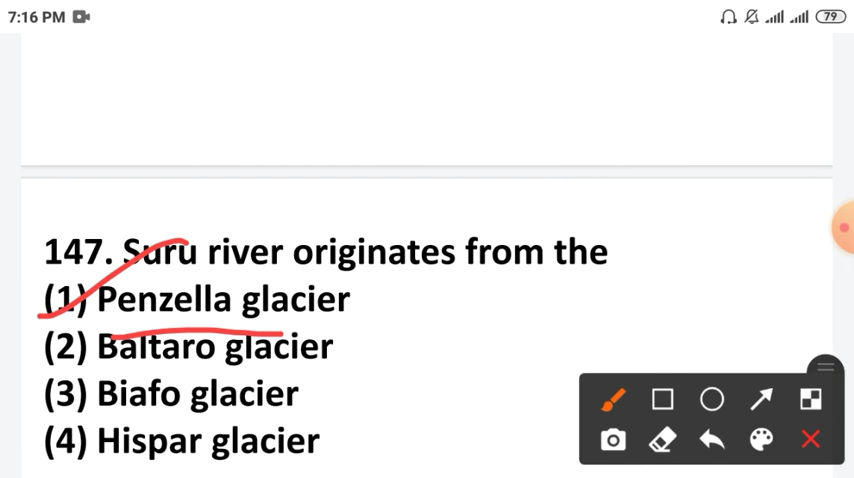 7:16 PM
79
147. Suru river originates from the
(1) Penzella glacier
(2) Baltaro glacier
(3) Biafo glacier
(4) Hispar glacier